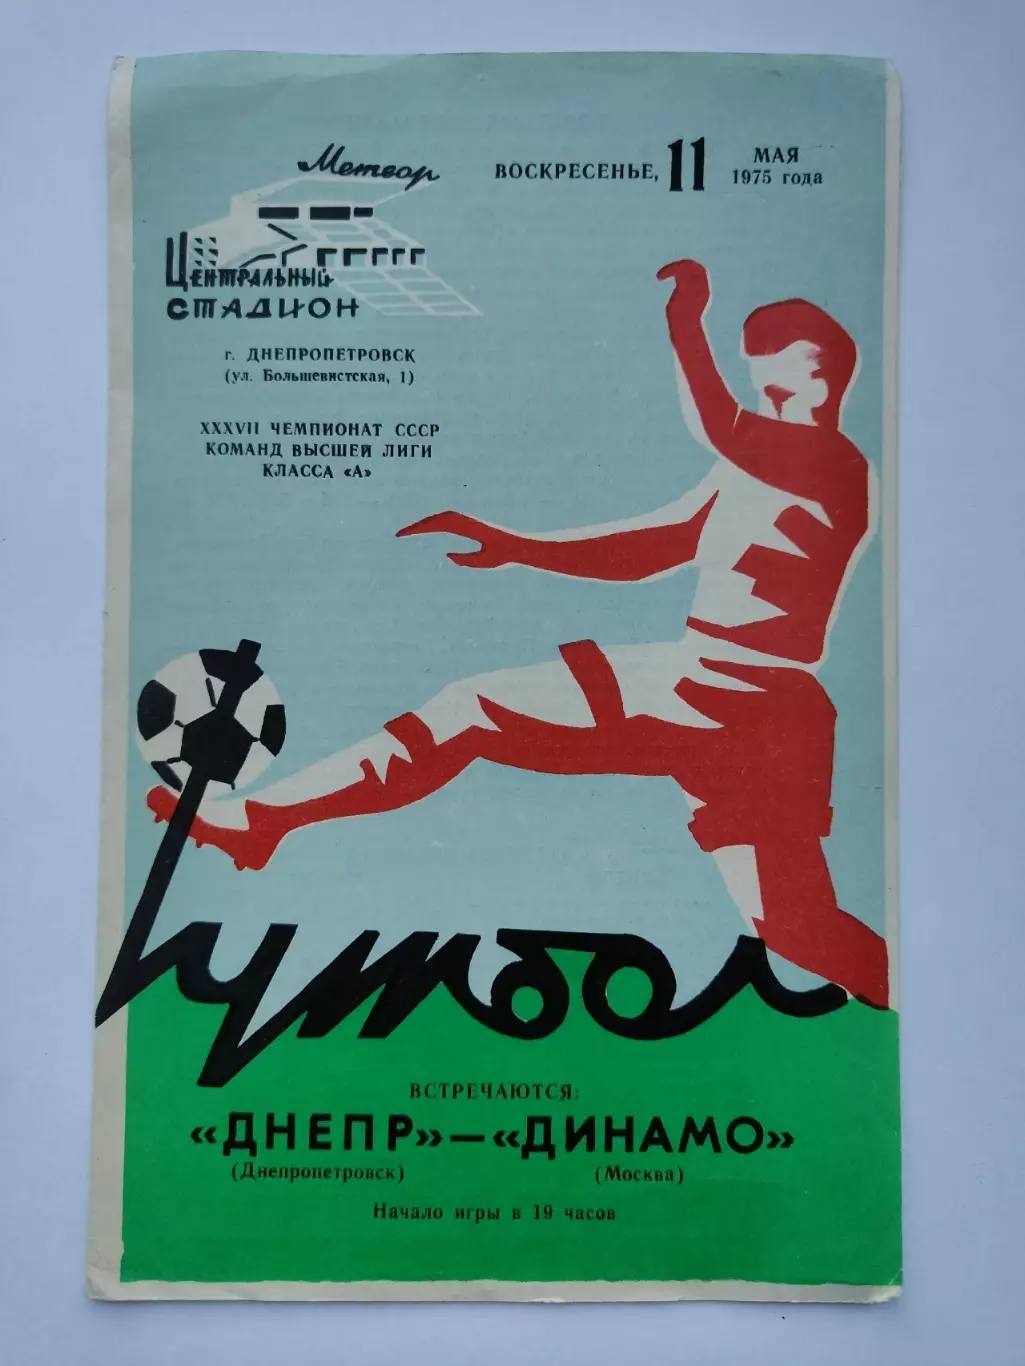 Метеор
ЦЕНТРАЛЬНЫЙ
СТАДИОН
ВОСКРЕСЕНЬЕ, 11 МАЯ
1975 года
г. ДНЕПРОПЕТРОВСК
(ул. Большевистская, 1)
XXXVII ЧЕМПИОНАТ СССР
КОМАНД ВЫСШЕЙ ЛИГИ
КЛАССА «А»
футбол
ВСТРЕЧАЮТСЯ:
«ДНЕПР»—«ДИНАМО»
(Днепропетровск) (Москва)
Начало игры в 19 часов